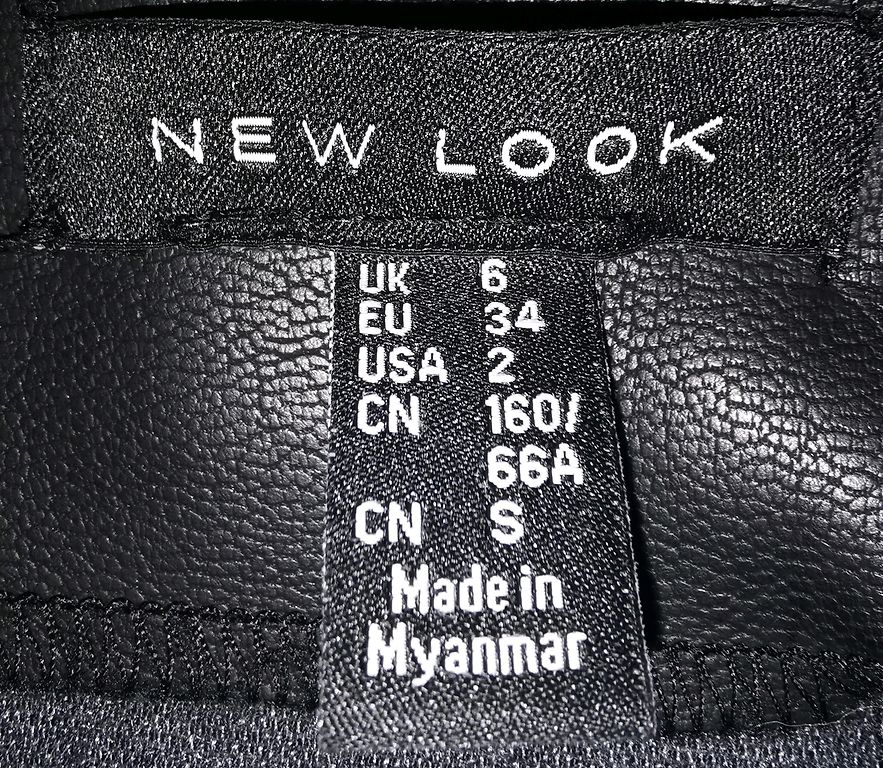 NEW LOOK
UK 6
EU 34
USA 2
CN 160/
66A
CN S
Made in
Myanmar